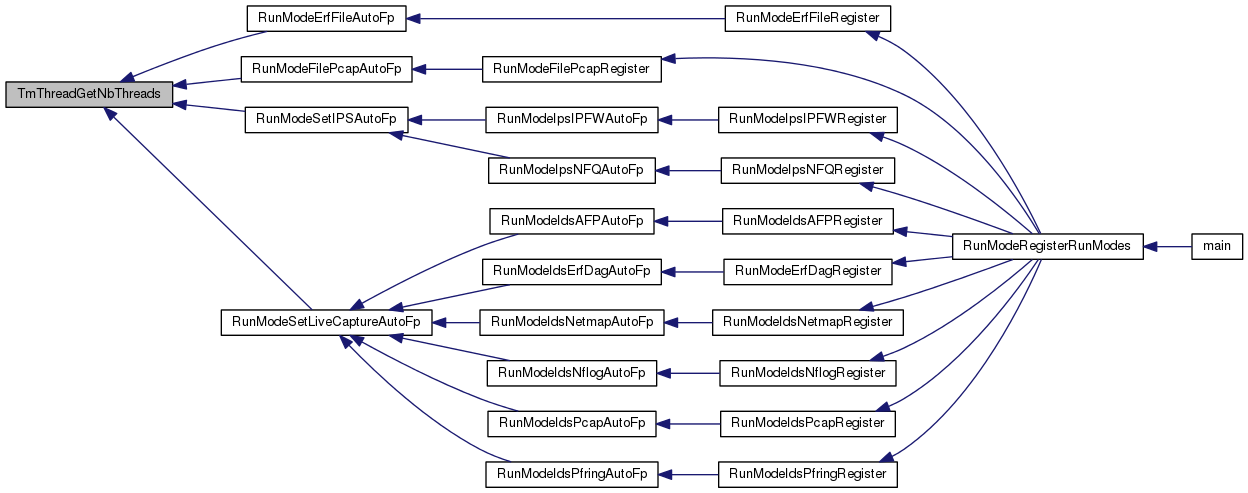 RunModeErfFileAutoFp
RunModeErfFileRegister
RunModeFilePcapAutoFp
RunModeFilePcapRegister
TmThreadGetNbThreads
RunModeSetIPSAutoFp
RunModeIpsIPFWAutoFp
RunModeIpsIPFWRegister
RunModeIpsNFQAutoFp
RunModeIpsNFQRegister
RunModeIdsAFPAutoFp
RunModeIdsAFPRegister
RunModeRegisterRunModes
main
RunModeIdsErfDagAutoFp
RunModeErfDagRegister
RunModeSetLiveCaptureAutoFp
RunModeIdsNetmapAutoFp
RunModeIdsNetmapRegister
RunModeIdsNflogAutoFp
RunModeIdsNflogRegister
RunModeIdsPcapAutoFp
RunModeIdsPcapRegister
RunModeIdsPfringAutoFp
RunModeIdsPfringRegister